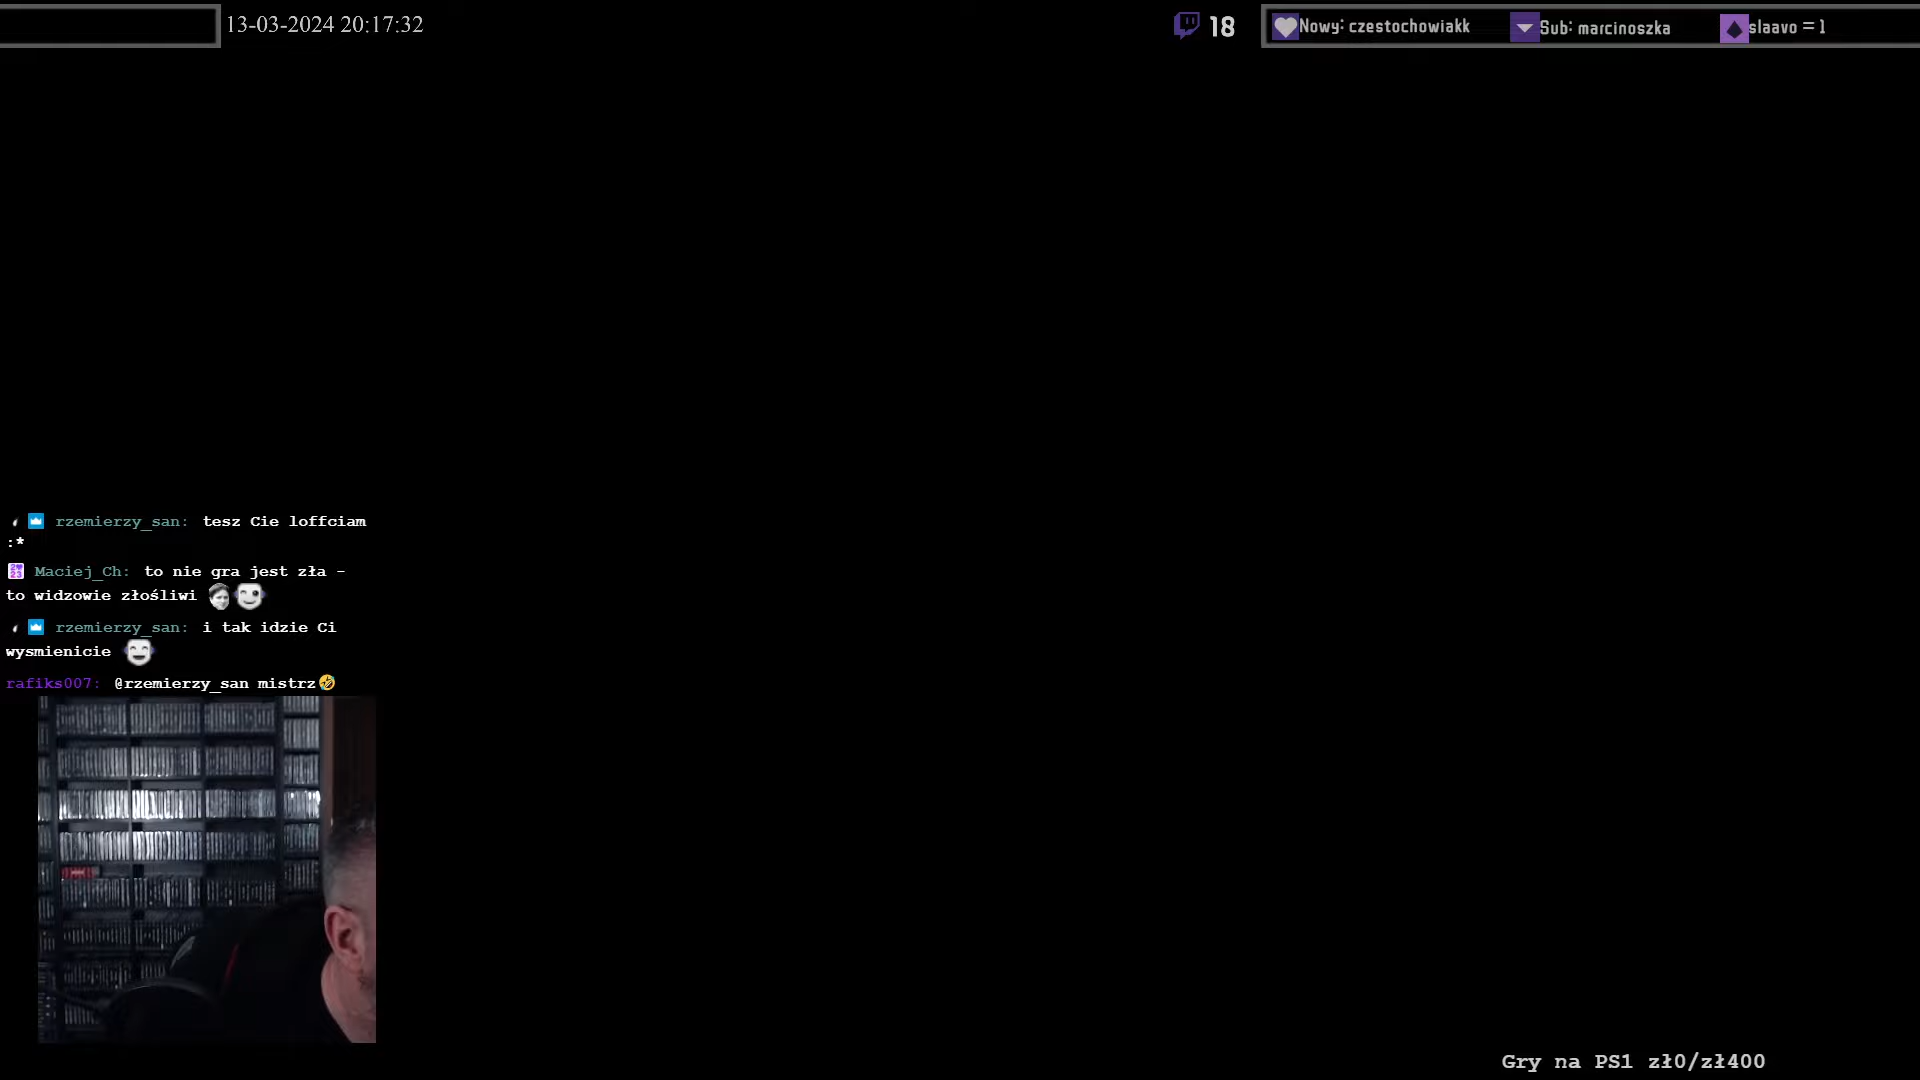 13-03-2024 20:17:32
18
Nowy: czestochowiakk
Sub: marcinoszka
slaavo = 1
rzemierzy_san: tesz Cie loffciam
:*
Maciej_Ch: to nie gra jest zła -
to widzowie złośliwi
rzemierzy_san: i tak idzie Ci
wysmienicie
rafiks007: @rzemierzy_san mistrz🤣
Gry na PS1 zł0/zł400